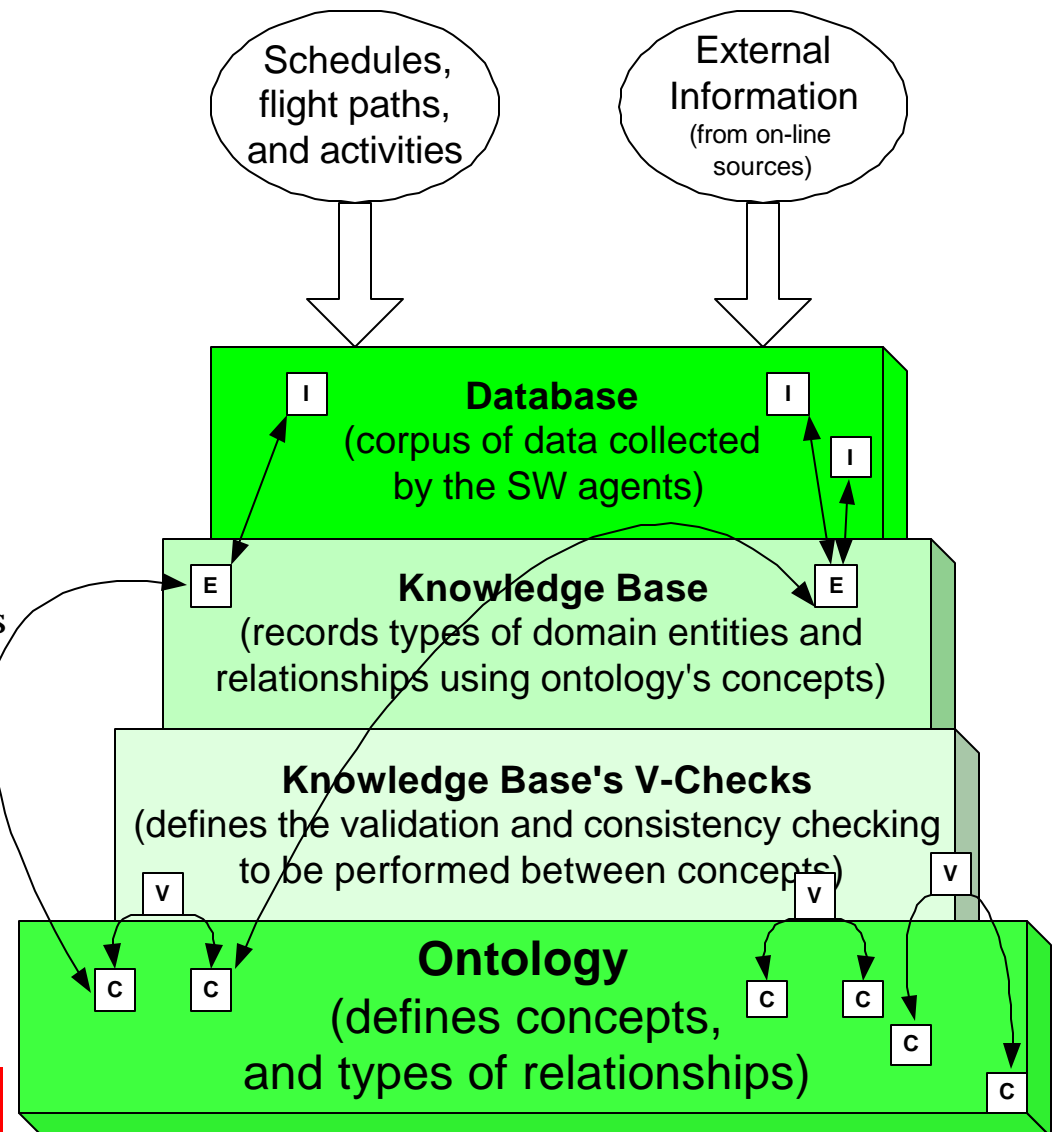 Schedules,
flight paths,
and activities
External
Information
(from on-line
sources)
I
I
Database
(corpus of data collected
by the SW agents)
I
E
E
Knowledge Base
(records types of domain entities and
relationships using ontology's concepts)
s
Knowledge Base's V-Checks
(defines the validation and consistency checking
to be performed between concepts)
V
V
V
Ontology
(defines concepts,
and types of relationships)
C
C
C
C
C
C